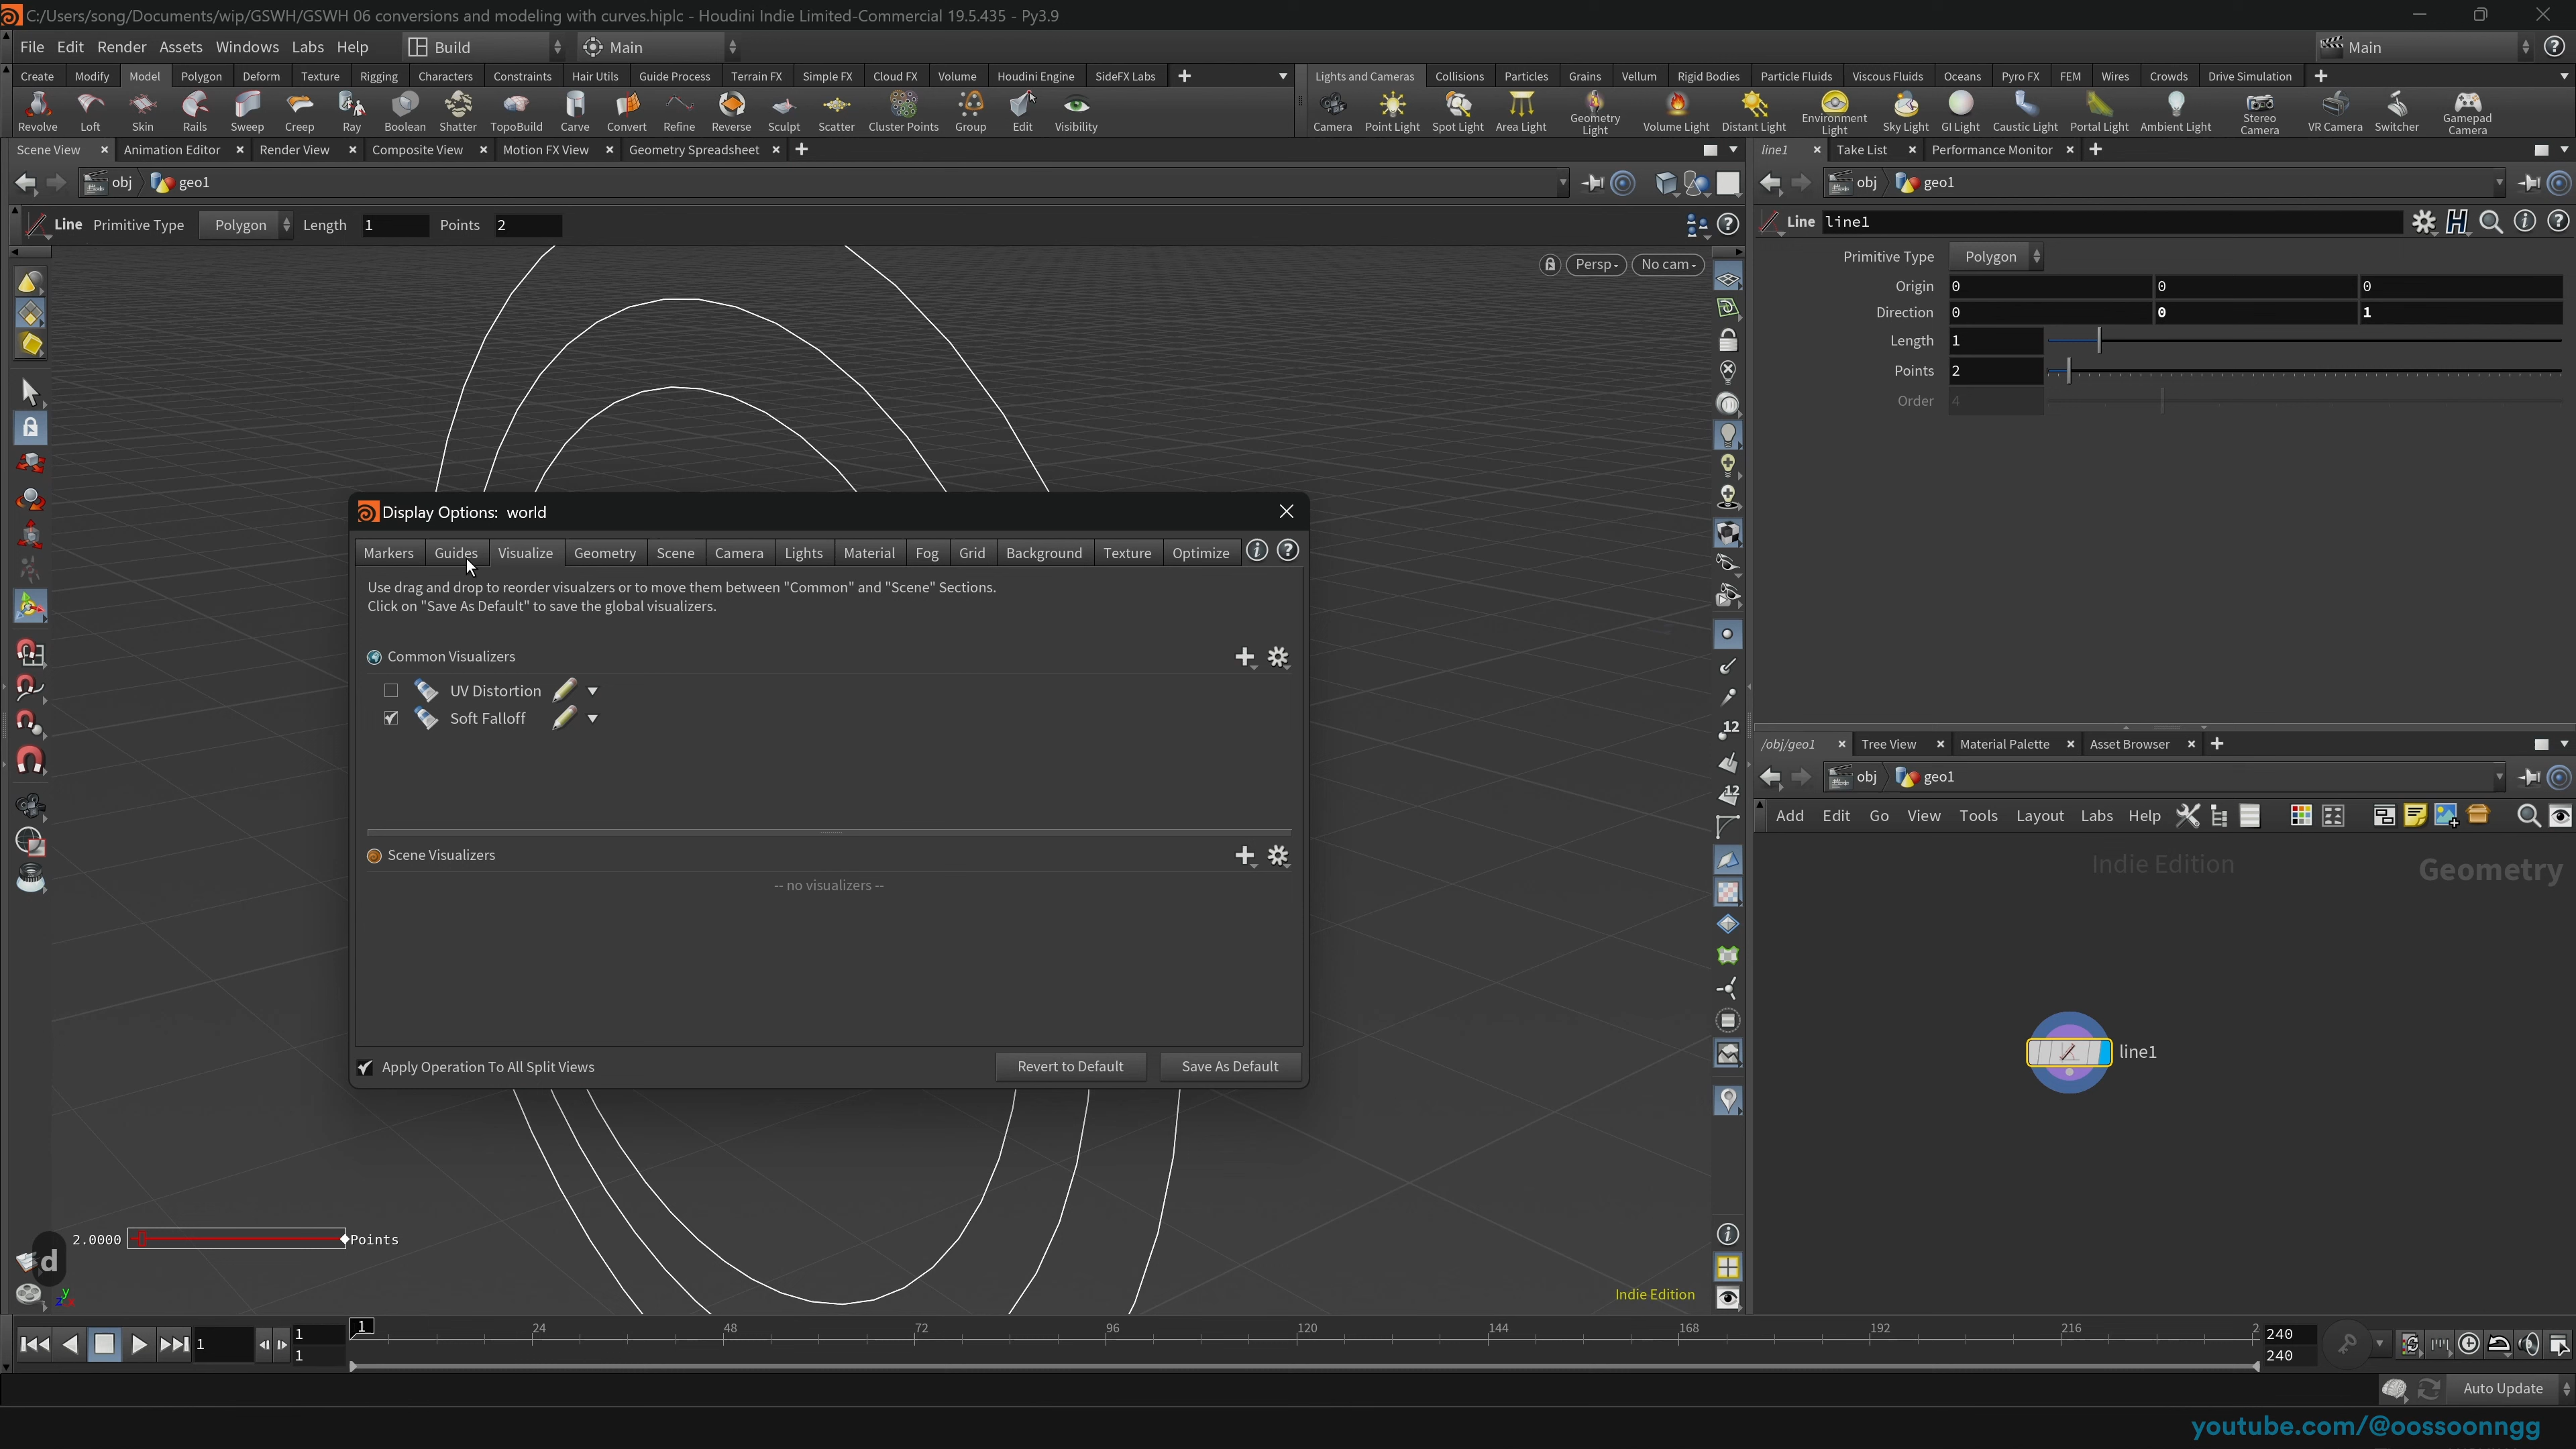 C:/Users/song/Documents/wip/GSWH/GSWH 06 conversions and modeling with curves.hiplc - Houdini Indie Limited-Commercial 19.5.435 - Py3.9
File Edit Render Assets Windows Labs Help Build Main Main
Create Modify Model Polygon Deform Texture Rigging Characters Constraints Hair Utils Guide Process Terrain FX Simple FX Cloud FX Volume Houdini Engine SideFX Labs
Lights and Cameras Collisions Particles Grains Vellum Rigid Bodies Particle Fluids Viscous Fluids Oceans Pyro FX FEM Wires Crowds Drive Simulation
Revolve Loft Skin Rails Sweep Creep Ray Boolean Shatter TopoBuild Carve Convert Refine Reverse Sculpt Scatter Cluster Points Group Edit Visibility
Camera Point Light Spot Light Area Light Geometry Light Volume Light Distant Light Environment Light Sky Light GI Light Caustic Light Portal Light Ambient Light Stereo Camera VR Camera Switcher Gamepad Camera
Scene View Animation Editor Render View Composite View Motion FX View Geometry Spreadsheet
line1 Take List Performance Monitor
obj geo1
obj geo1
Line Primitive Type Polygon Length 1 Points 2
Line line1
Persp No cam
Primitive Type Polygon
Origin 0 0 0
Direction 0 0 1
Length 1
Points 2
Order 4
Display Options: world
Markers Guides Visualize Geometry Scene Camera Lights Material Fog Grid Background Texture Optimize
Use drag and drop to reorder visualzers or to move them between "Common" and "Scene" Sections.
Click on "Save As Default" to save the global visualizers.
Common Visualizers
UV Distortion
Soft Falloff
Scene Visualizers
-- no visualizers --
Apply Operation To All Split Views Revert to Default Save As Default
12
12
/obj/geo1 Tree View Material Palette Asset Browser
obj geo1
Add Edit Go View Tools Layout Labs Help
Indie Edition Geometry
line1
2.0000 Points
d
y
z x
Indie Edition
1 1 1 1 24 48 72 96 120 144 168 192 216 2 240
1 240
Auto Update
youtube.com/@oossoonngg